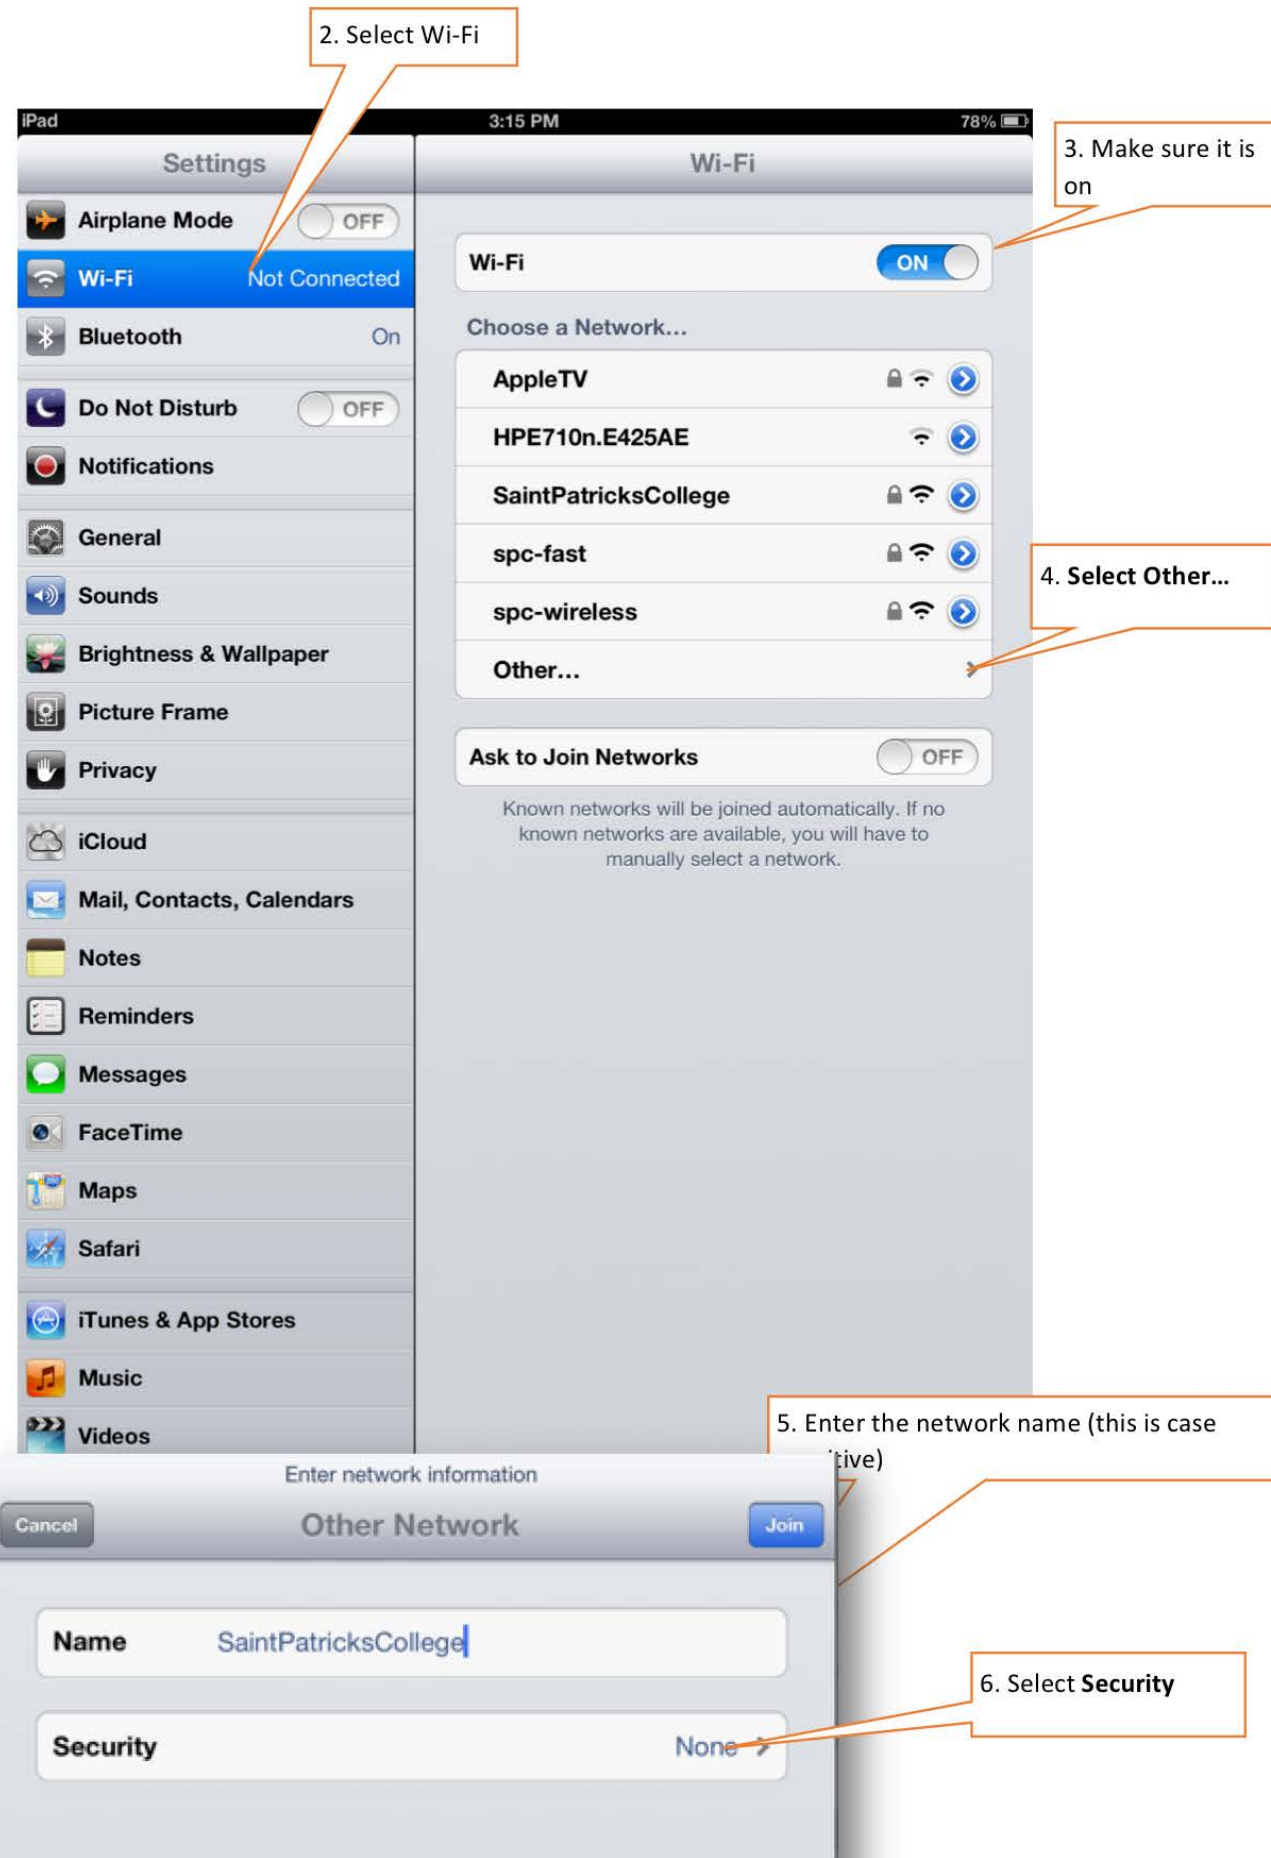 2. Select Wi-Fi
iPad 3:15 PM 78%
Settings
Wi-Fi
3. Make sure it is
on
Airplane Mode OFF
Wi-Fi Not Connected
Bluetooth On
Do Not Disturb OFF
Notifications
General
Sounds
Brightness & Wallpaper
Picture Frame
Privacy
iCloud
Mail, Contacts, Calendars
Notes
Reminders
Messages
FaceTime
Maps
Safari
iTunes & App Stores
Music
Videos
Wi-Fi ON
Choose a Network...
AppleTV
HPE710n.E425AE
SaintPatricksCollege
spc-fast
spc-wireless
Other...
4. Select Other...
Ask to Join Networks OFF
Known networks will be joined automatically. If no
known networks are available, you will have to
manually select a network.
5. Enter the network name (this is case
tive)
Enter network information
Cancel Other Network Join
Name SaintPatricksCollege
Security None
6. Select Security